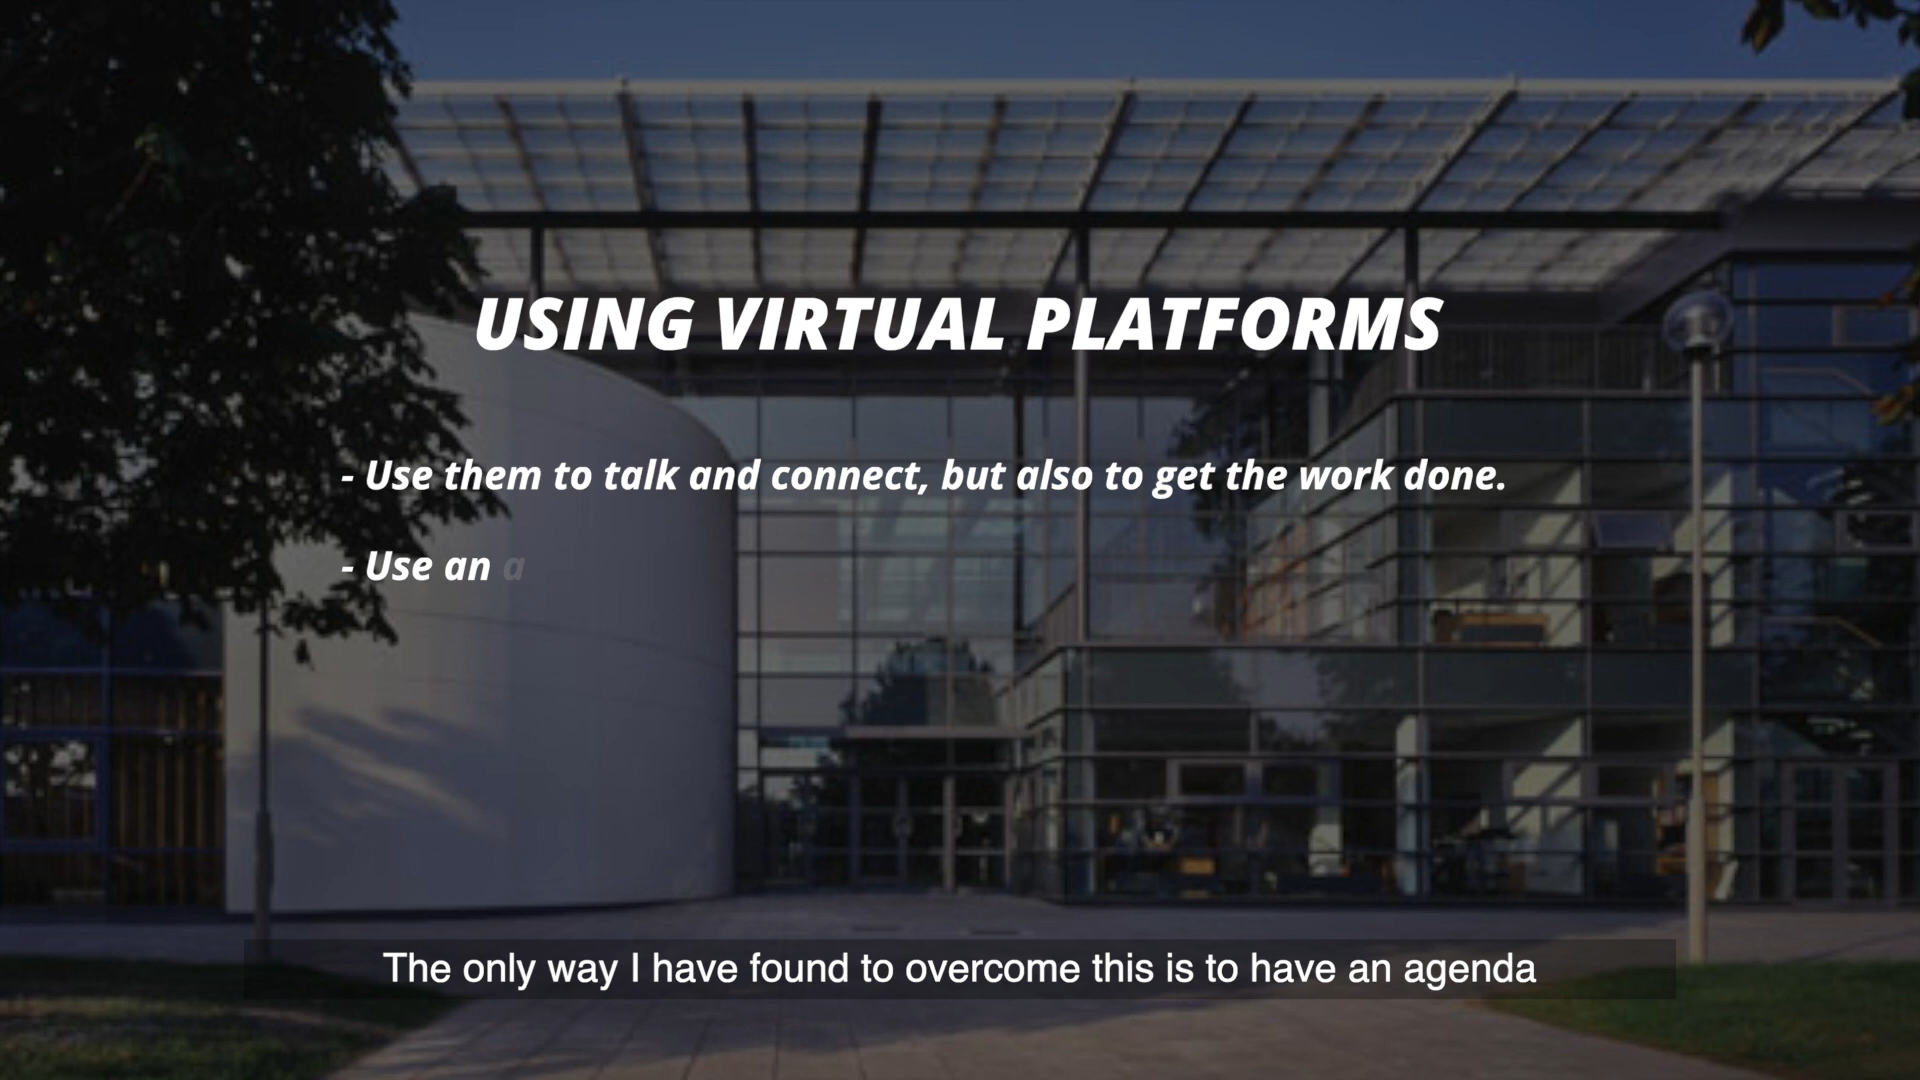 USING VIRTUAL PLATFORMS
- Use them to talk and connect, but also to get the work done.
- Use an a
The only way I have found to overcome this is to have an agenda